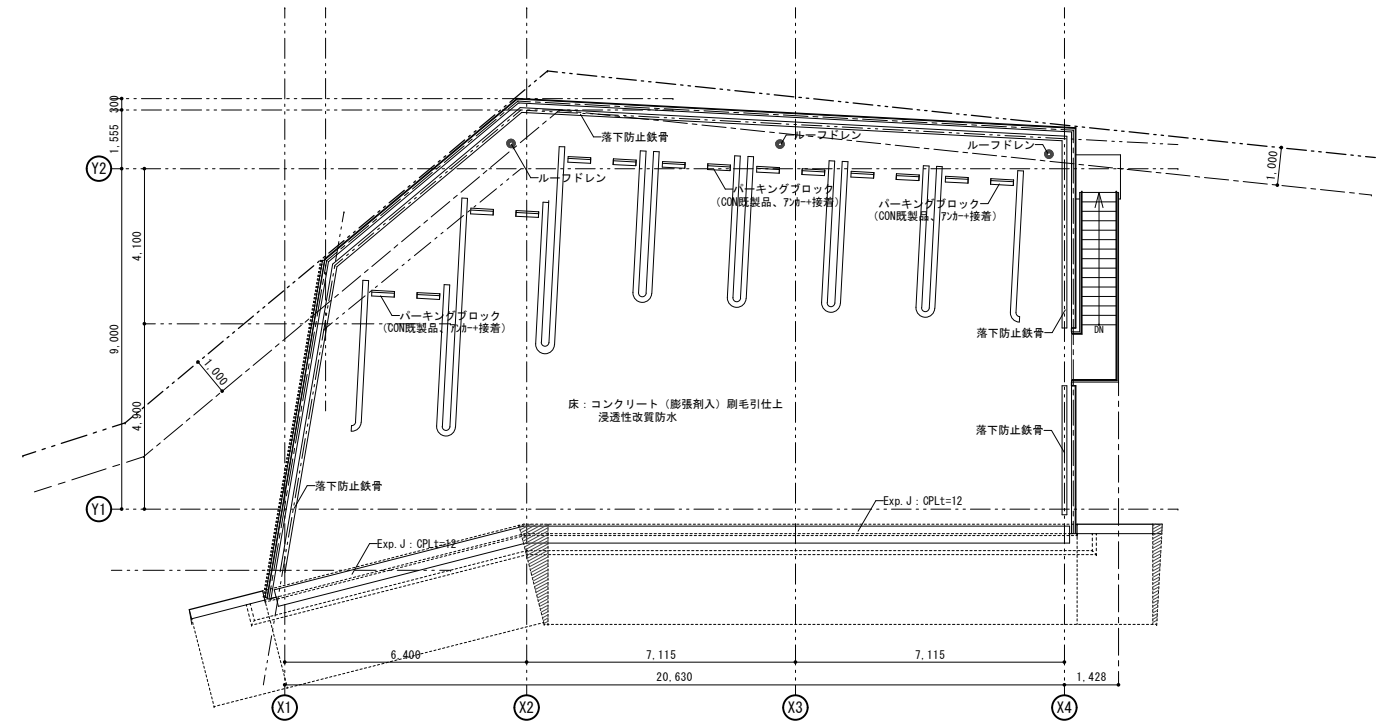 300
1,555
Y2
4,100
9,000
4,900
Y1
1,000
1,000
落下防止鉄骨
ルーフドレン
ルーフドレン
ルーフドレン
パーキングブロック
(CON既製品、アンカー+接着)
パーキングブロック
(CON既製品、アンカー+接着)
パーキングブロック
(CON既製品、アンカー+接着)
落下防止鉄骨
DN
床:コンクリート(膨張剤入)刷毛引仕上
浸透性改質防水
落下防止鉄骨
落下防止鉄骨
Exp.J:CPLt=12
Exp.J:CPLt=12
6,400
7,115
7,115
20,630
1,428
X1
X2
X3
X4